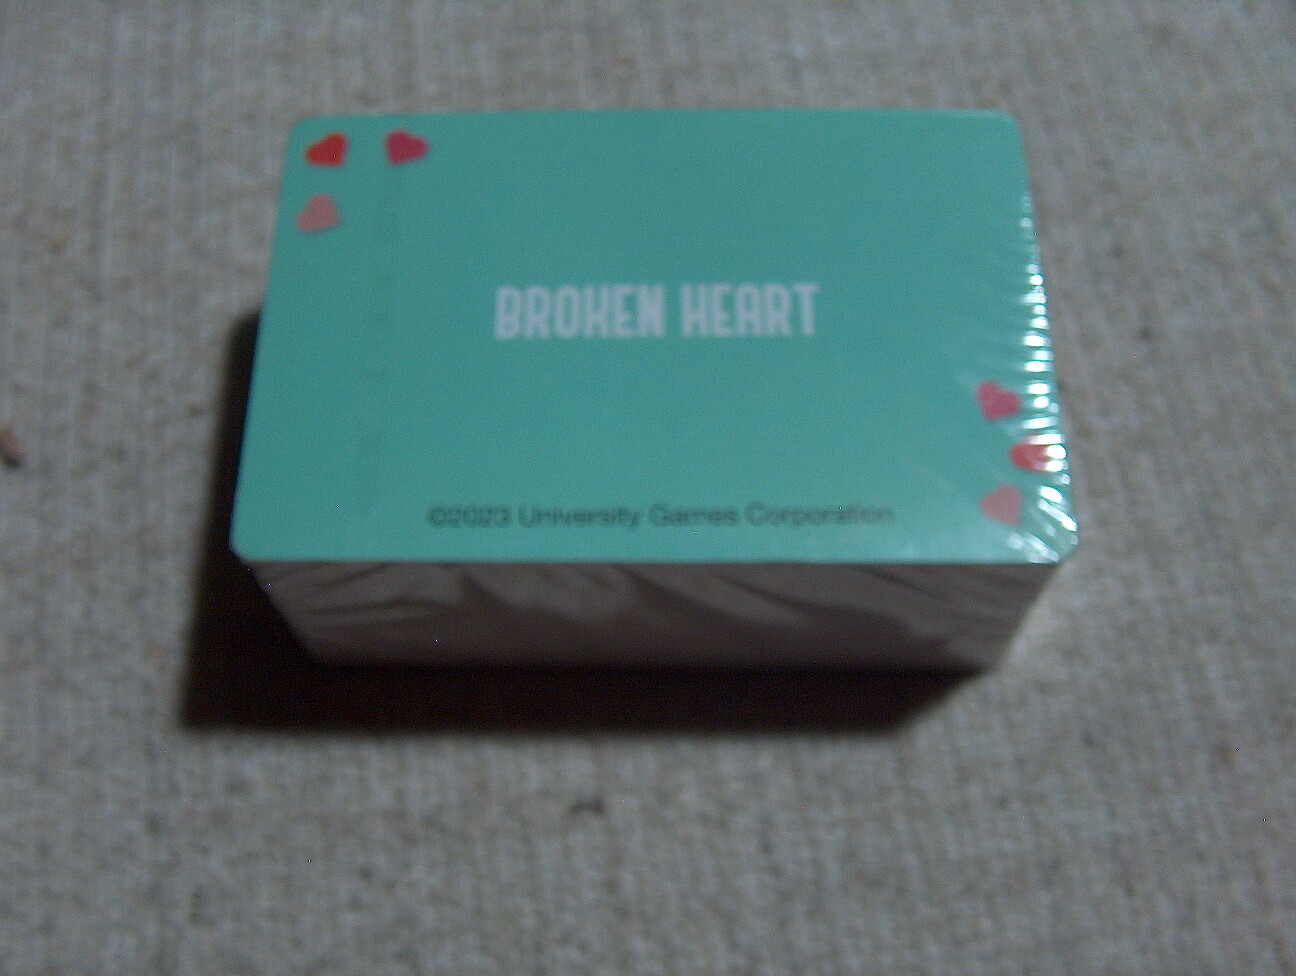 BROKEN HEART
©2023 University Games Corporation